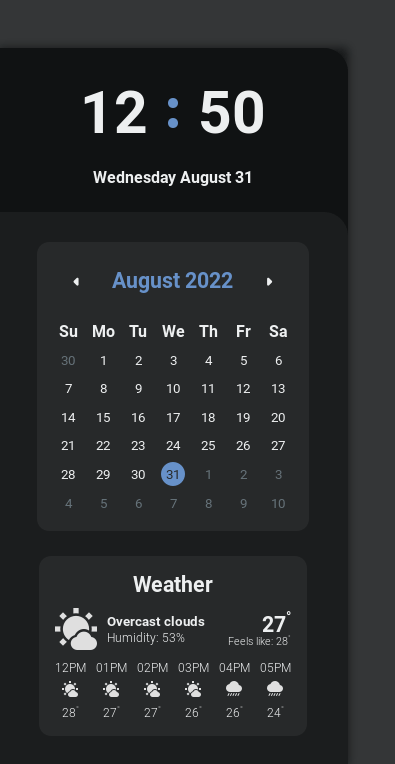 12 : 50
Wednesday August 31
August 2022
Su Mo Tu We Th Fr Sa
30 1 2 3 4 5 6
7 8 9 10 11 12 13
14 15 16 17 18 19 20
21 22 23 24 25 26 27
28 29 30 31 1 2 3
4 5 6 7 8 9 10
Weather
Overcast clouds
27°
Humidity: 53%
Feels like: 28°
12PM 01PM 02PM 03PM 04PM 05PM
28° 27° 27° 26° 26° 24°